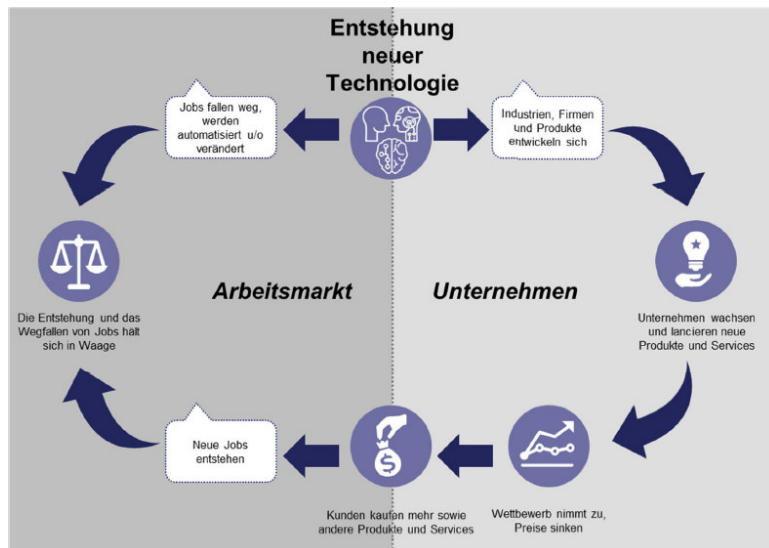 Entstehung
neuer
Technologie
Jobs fallen weg,
werden
automatisiert u/o
verändert
Industrien, Firmen
und Produkte
entwickeln sich
Arbeitsmarkt
Unternehmen
Die Entstehung und das
Wegfallen von Jobs hält
sich in Waage
Unternehmen wachsen
und lancieren neue
Produkte und Services
Neue Jobs
entstehen
$
Kunden kaufen mehr sowie
andere Produkte und Services
Wettbewerb nimmt zu,
Preise sinken